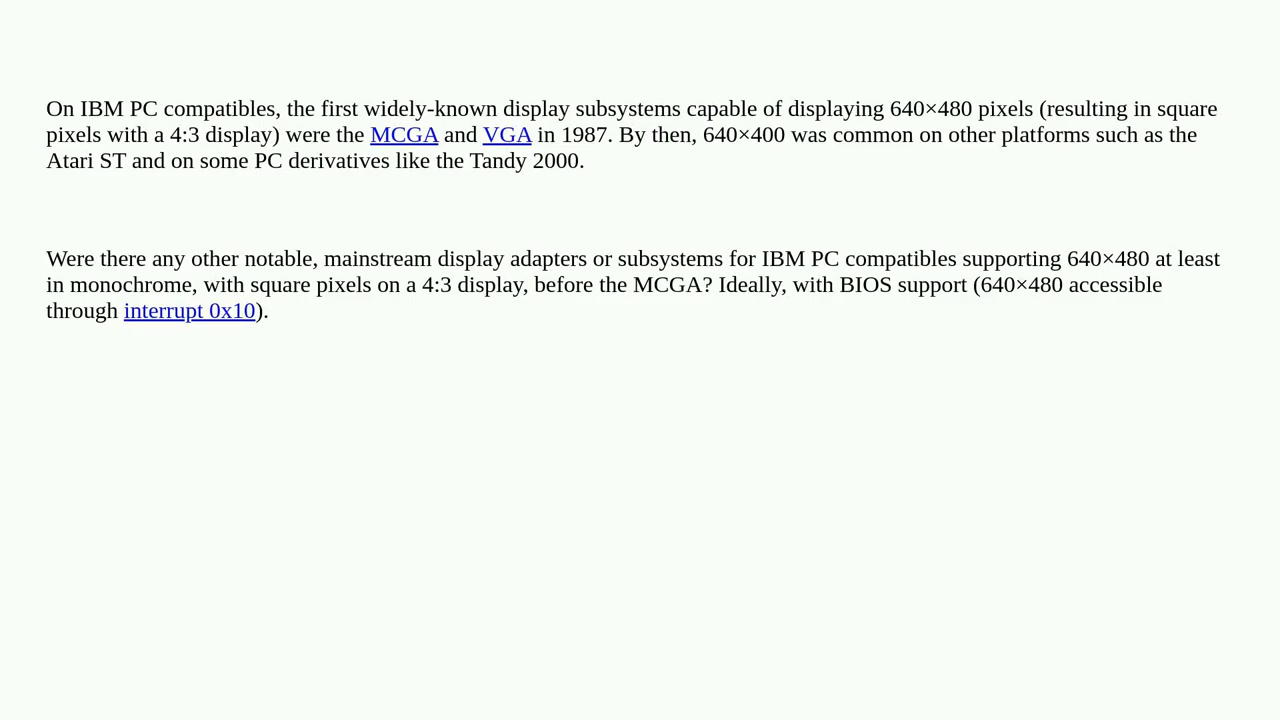 On IBM PC compatibles, the first widely-known display subsystems capable of displaying 640×480 pixels (resulting in square
pixels with a 4:3 display) were the MCGA and VGA in 1987. By then, 640×400 was common on other platforms such as the
Atari ST and on some PC derivatives like the Tandy 2000.
Were there any other notable, mainstream display adapters or subsystems for IBM PC compatibles supporting 640×480 at least
in monochrome, with square pixels on a 4:3 display, before the MCGA? Ideally, with BIOS support (640×480 accessible
through interrupt 0x10).